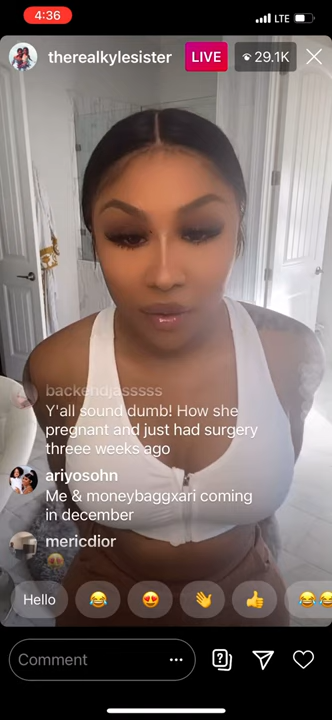 4:36
LTE
therealkylesister LIVE 29.1K
backendjasssss
Y'all sound dumb! How she
pregnant and just had surgery
threee weeks ago
ariyosohn
Me & moneybaggxari coming
in december
mericdior
Hello
Comment